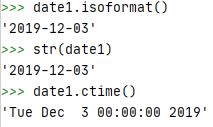 >>> date1.isoformat()
'2019-12-03'
>>> str(date1)
'2019-12-03'
>>> date1.ctime()
'Tue Dec  3 00:00:00 2019'